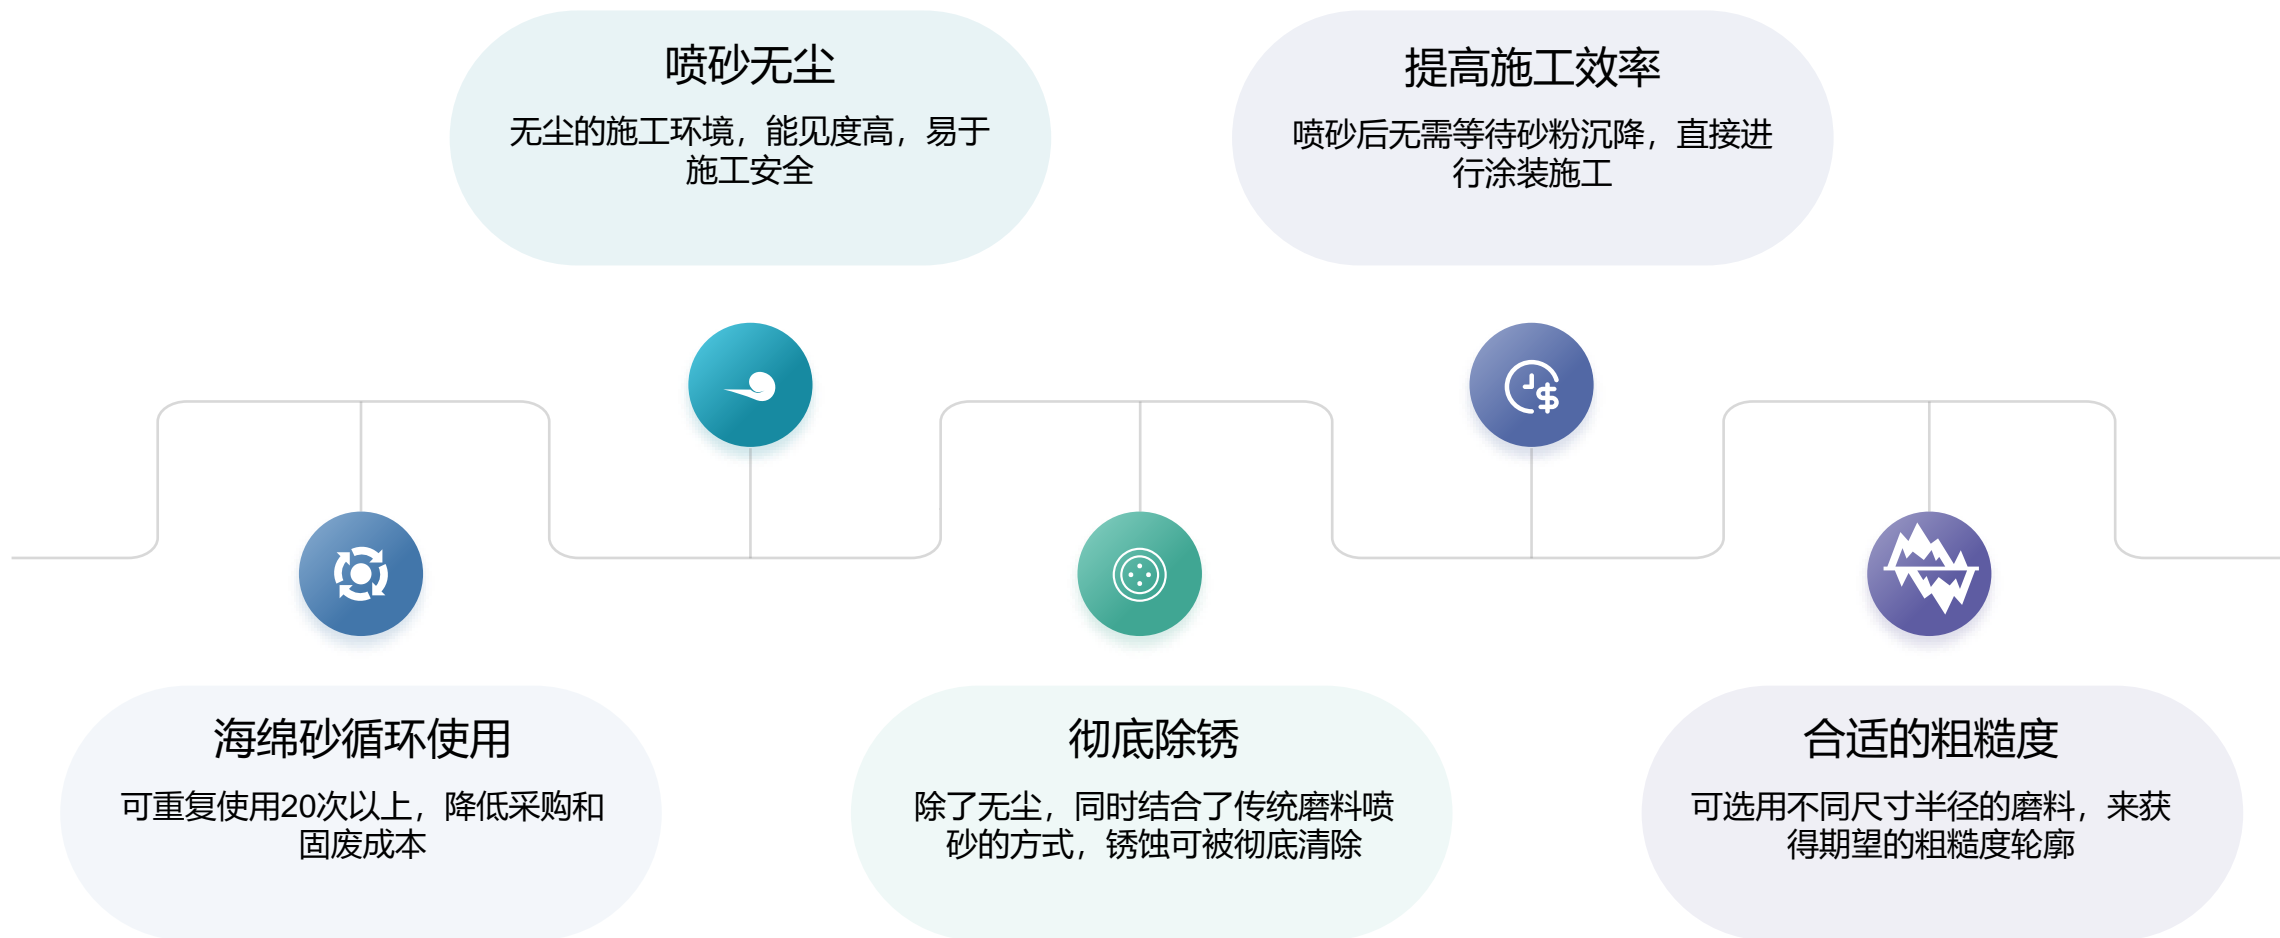 喷砂无尘
无尘的施工环境，能见度高，易于
施工安全
提高施工效率
喷砂后无需等待砂粉沉降，直接进
行涂装施工
海绵砂循环使用
可重复使用20次以上，降低采购和
固废成本
彻底除锈
除了无尘，同时结合了传统磨料喷
砂的方式，锈蚀可被彻底清除
合适的粗糙度
可选用不同尺寸半径的磨料，来获
得期望的粗糙度轮廓